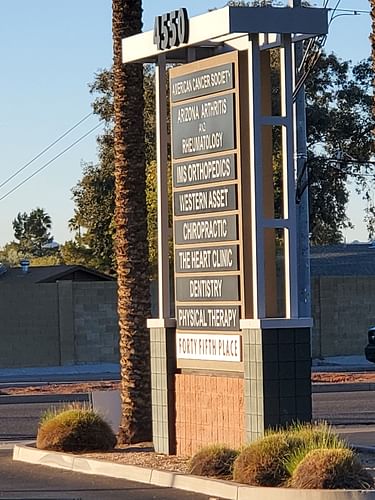 4550
AMERICAN CANCER SOCIETY
ARIZONA ARTHRITIS
AND
RHEUMATOLOGY
IMS ORTHOPEDICS
WESTERN ASSET
CHIROPRACTIC
THE HEART CLINIC
DENTISTRY
PHYSICAL THERAPY
FORTY FIFTH PLACE